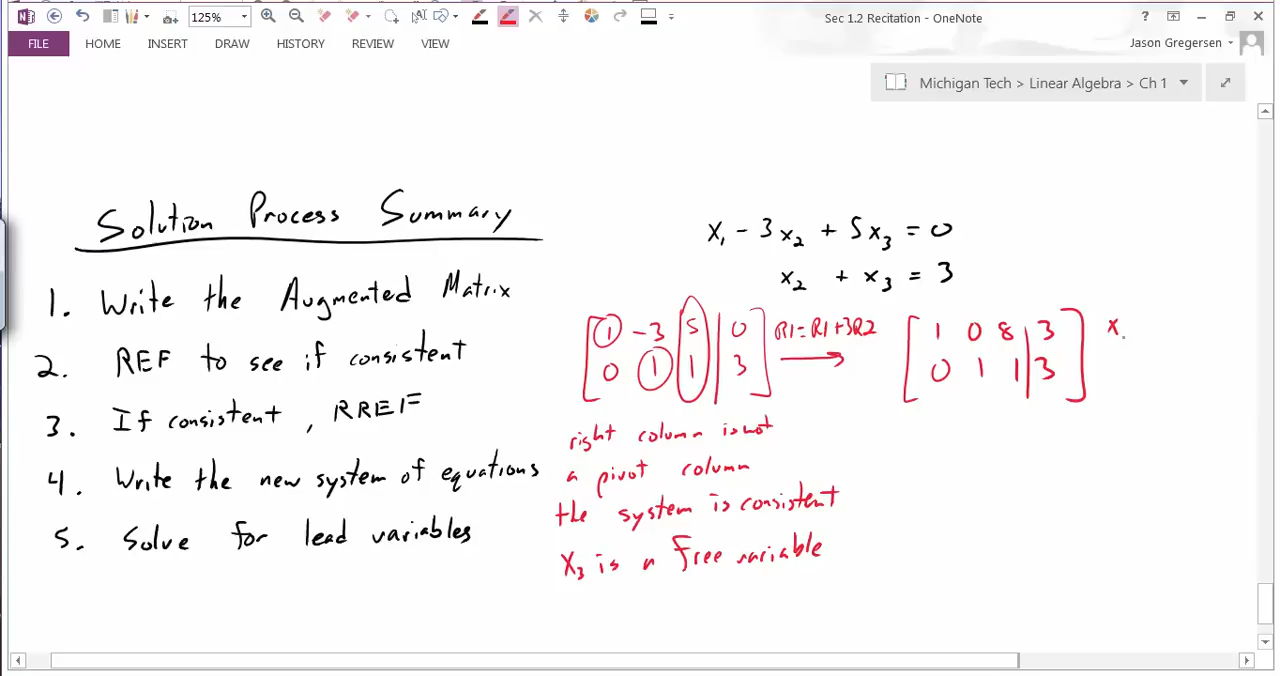 125%
Sec 1.2 Recitation - OneNote
FILE HOME INSERT DRAW HISTORY REVIEW VIEW
Jason Gregersen
Michigan Tech > Linear Algebra > Ch 1
Solution Process Summary
1. Write the Augmented Matrix
2. REF to see if consistent
3. If consistent, RREF
4. Write the new system of equations
5. Solve for lead variables
x₁ - 3x₂ + 5x₃ = 0
x₂ + x₃ = 3
[1 -3 5 | 0] R1=R1+3R2 → [1 0 8 | 3] x
[0 1 1 | 3] [0 1 1 | 3]
right column is not
a pivot column
the system is consistent
x₃ is a free variable